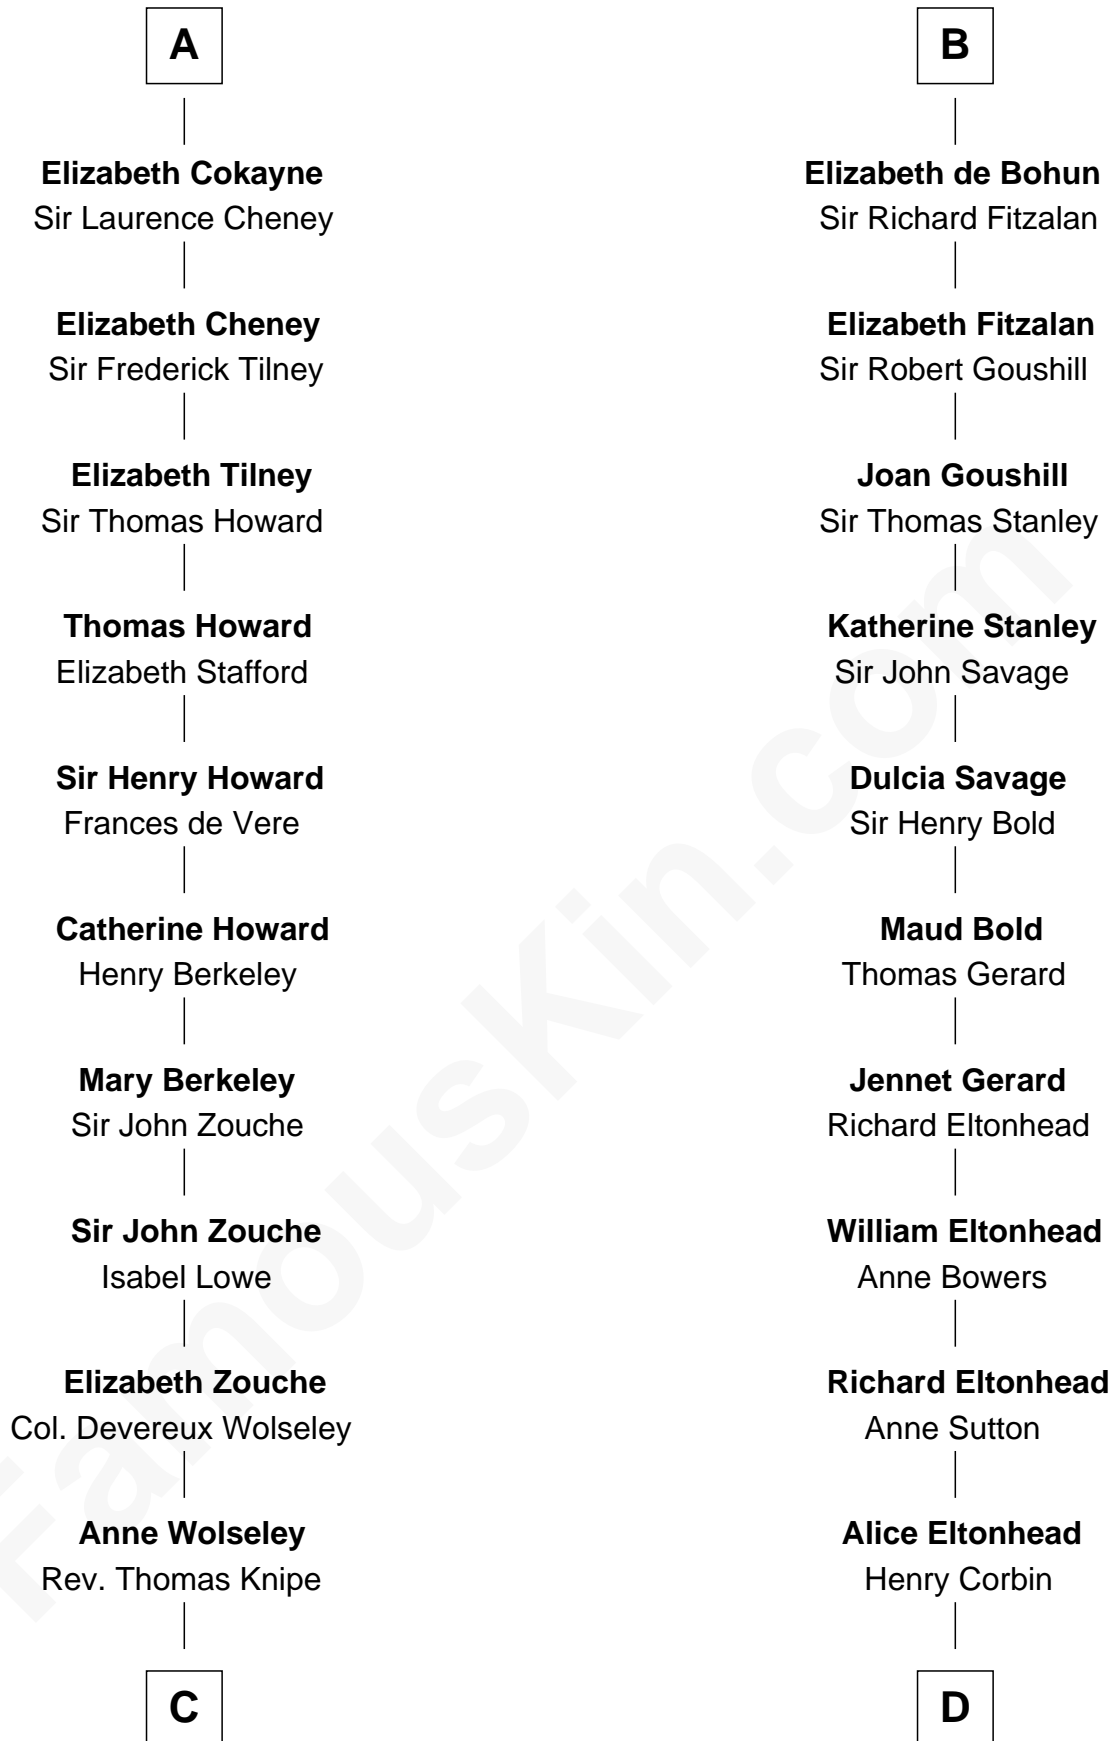 A
Elizabeth Cokayne
Sir Laurence Cheney
Elizabeth Cheney
Sir Frederick Tilney
Elizabeth Tilney
Sir Thomas Howard
Thomas Howard
Elizabeth Stafford
Sir Henry Howard
Frances de Vere
Catherine Howard
Henry Berkeley
Mary Berkeley
Sir John Zouche
Sir John Zouche
Isabel Lowe
Elizabeth Zouche
Col. Devereux Wolseley
Anne Wolseley
Rev. Thomas Knipe
C
B
Elizabeth de Bohun
Sir Richard Fitzalan
Elizabeth Fitzalan
Sir Robert Goushill
Joan Goushill
Sir Thomas Stanley
Katherine Stanley
Sir John Savage
Dulcia Savage
Sir Henry Bold
Maud Bold
Thomas Gerard
Jennet Gerard
Richard Eltonhead
William Eltonhead
Anne Bowers
Richard Eltonhead
Anne Sutton
Alice Eltonhead
Henry Corbin
D
FamousKin.com